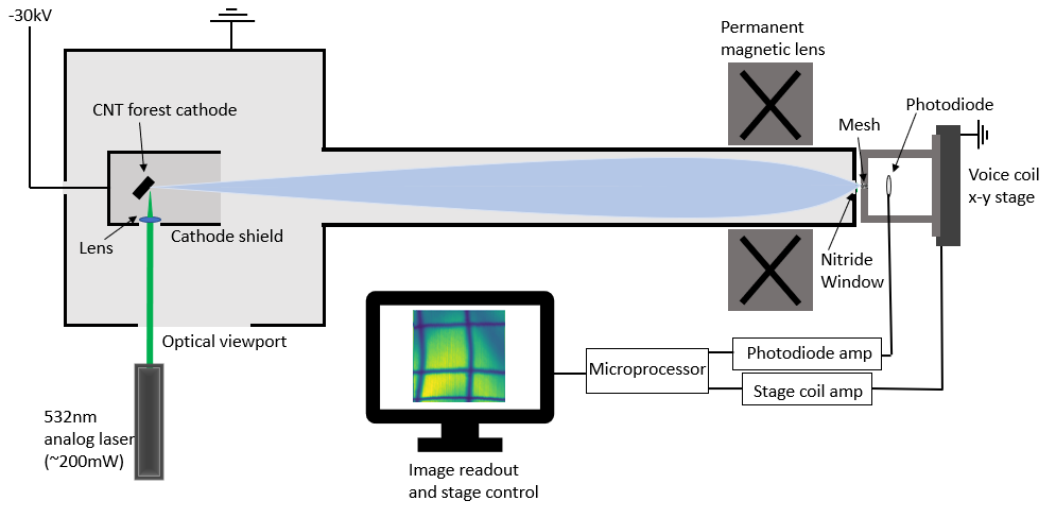 -30kV
Permanent
magnetic lens
CNT forest cathode
Photodiode
Mesh
Voice coil
x-y stage
Lens
Cathode shield
Nitride
Window
Optical viewport
Photodiode amp
Microprocessor
Stage coil amp
532nm
analog laser
(~200mW)
Image readout
and stage control